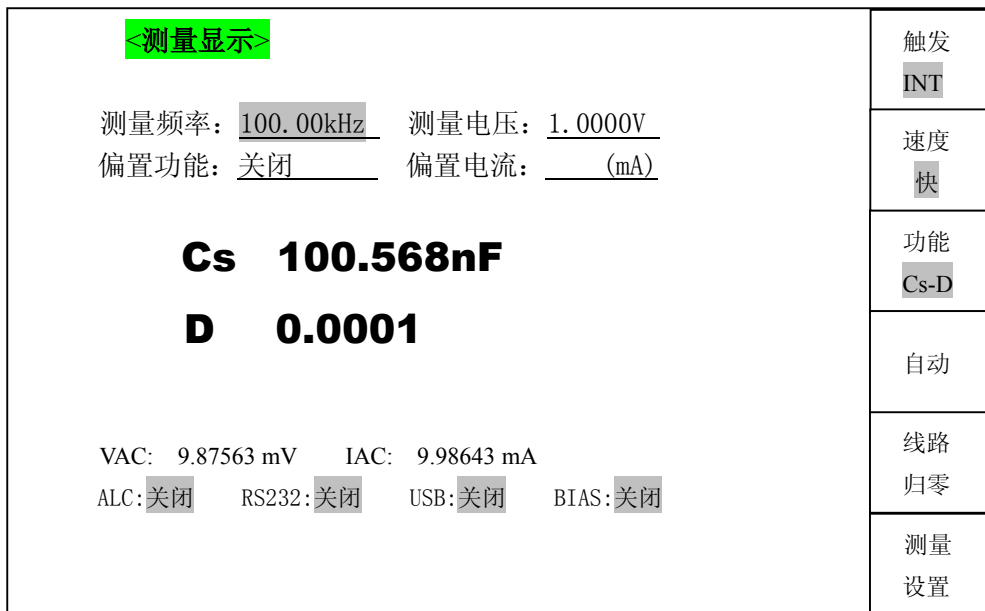 <测量显示>
测量频率：100.00kHz 测量电压：1.0000V
偏置功能：关闭 偏置电流： (mA)
Cs 100.568nF
D 0.0001
VAC: 9.87563 mV IAC: 9.98643 mA
ALC:关闭 RS232:关闭 USB:关闭 BIAS:关闭
触发
INT
速度
快
功能
Cs-D
自动
线路
归零
测量
设置